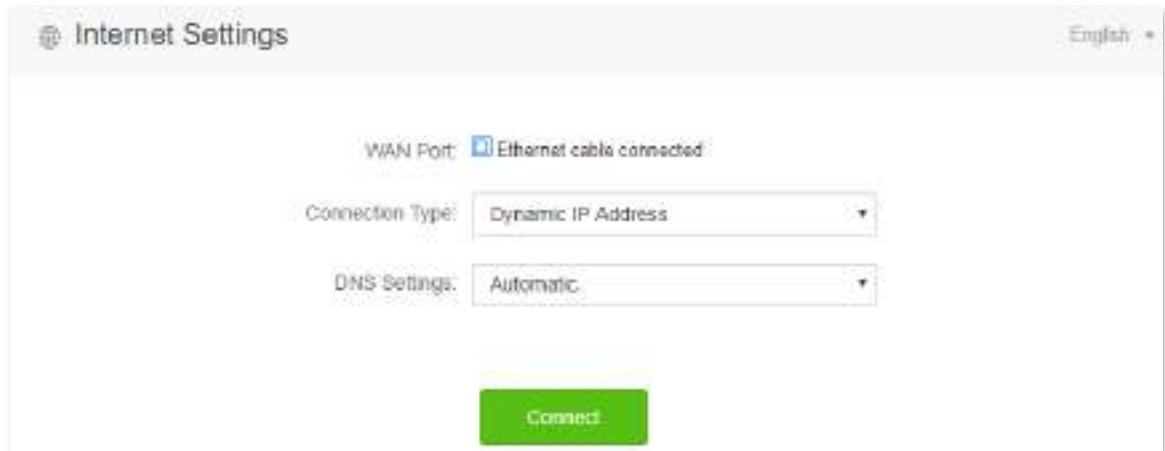 Internet Settings
English
WAN Port: Ethernet cable connected
Connection Type: Dynamic IP Address
DNS Settings: Automatic
Connect